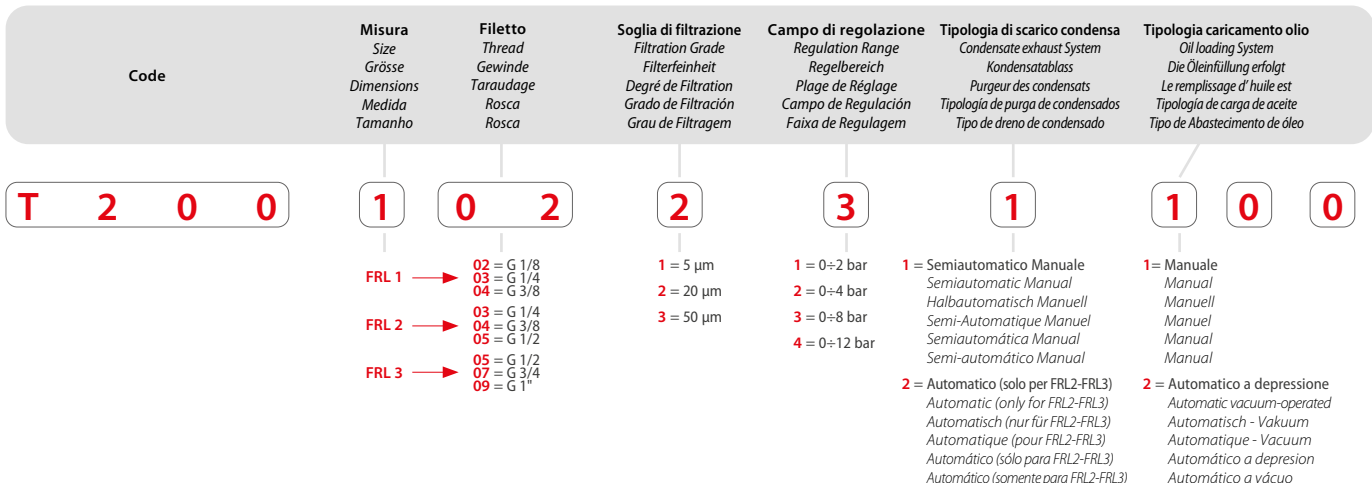 Code
Misura
Size
Grösse
Dimensions
Medida
Tamanho
Filetto
Thread
Gewinde
Taraudage
Rosca
Rosca
Soglia di filtrazione
Filtration Grade
Filterfeinheit
Degré de Filtration
Grado de Filtración
Grau de Filtragem
Campo di regolazione
Regulation Range
Regelbereich
Plage de Réglage
Campo de Regulación
Faixa de Regulagem
Tipologia di scarico condensa
Condensate exhaust System
Kondensatablass
Purgeur des condensats
Tipología de purga de condensados
Tipo de dreno de condensado
Tipologia caricamento olio
Oil loading System
Die Öleinfüllung erfolgt
Le remplissage d' huile est
Tipología de carga de aceite
Tipo de Abastecimento de óleo
T 2 0 0 1 0 2 2 3 1 1 0 0
FRL 1
02 = G 1/8
03 = G 1/4
04 = G 3/8
FRL 2
03 = G 1/4
04 = G 3/8
05 = G 1/2
FRL 3
05 = G 1/2
07 = G 3/4
09 = G 1"
1 = 5 µm
2 = 20 µm
3 = 50 µm
1 = 0÷2 bar
2 = 0÷4 bar
3 = 0÷8 bar
4 = 0÷12 bar
1 = Semiautomatico Manuale
Semiautomatic Manual
Halbautomatisch Manuell
Semi-Automatique Manuel
Semiautomática Manual
Semi-automático Manual
2 = Automatico (solo per FRL2-FRL3)
Automatic (only for FRL2-FRL3)
Automatisch (nur für FRL2-FRL3)
Automatique (pour FRL2-FRL3)
Automático (sólo para FRL2-FRL3)
Automático (somente para FRL2-FRL3)
1= Manuale
Manual
Manuell
Manuel
Manual
Manual
2 = Automatico a depressione
Automatic vacuum-operated
Automatisch - Vakuum
Automatique - Vacuum
Automático a depresion
Automático a vácuo